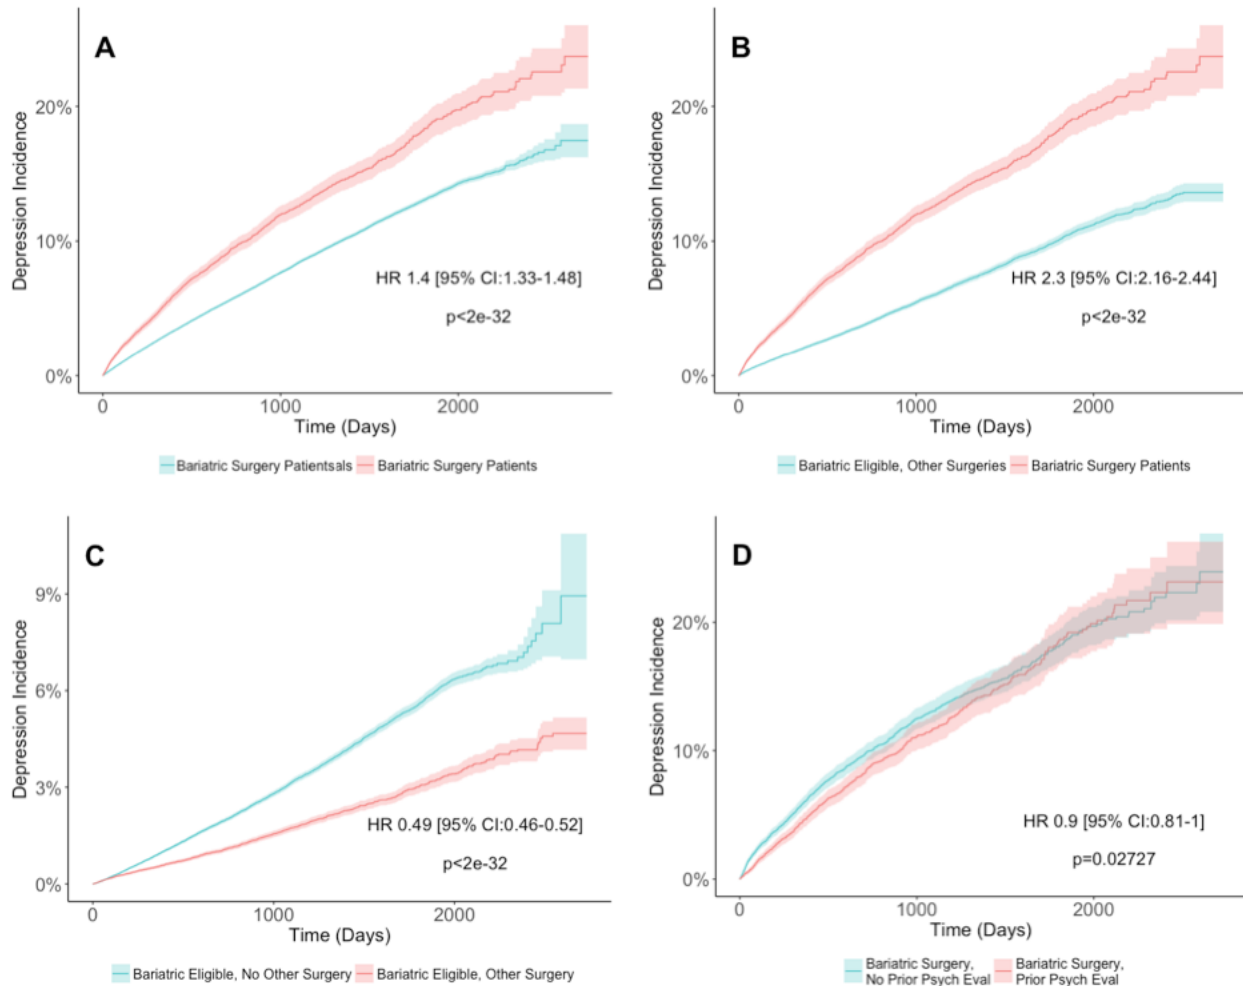 A
Depression Incidence
20%
10%
0%
HR 1.4 [95% CI:1.33-1.48]
p<2e-32
0 1000 2000
Time (Days)
Bariatric Surgery Patientsals Bariatric Surgery Patients
B
Depression Incidence
20%
10%
0%
HR 2.3 [95% CI:2.16-2.44]
p<2e-32
0 1000 2000
Time (Days)
Bariatric Eligible, Other Surgeries Bariatric Surgery Patients
C
Depression Incidence
9%
6%
3%
0%
HR 0.49 [95% CI:0.46-0.52]
p<2e-32
0 1000 2000
Time (Days)
Bariatric Eligible, No Other Surgery Bariatric Eligible, Other Surgery
D
Depression Incidence
20%
10%
0%
HR 0.9 [95% CI:0.81-1]
p=0.02727
0 1000 2000
Time (Days)
Bariatric Surgery, Bariatric Surgery,
No Prior Psych Eval Prior Psych Eval